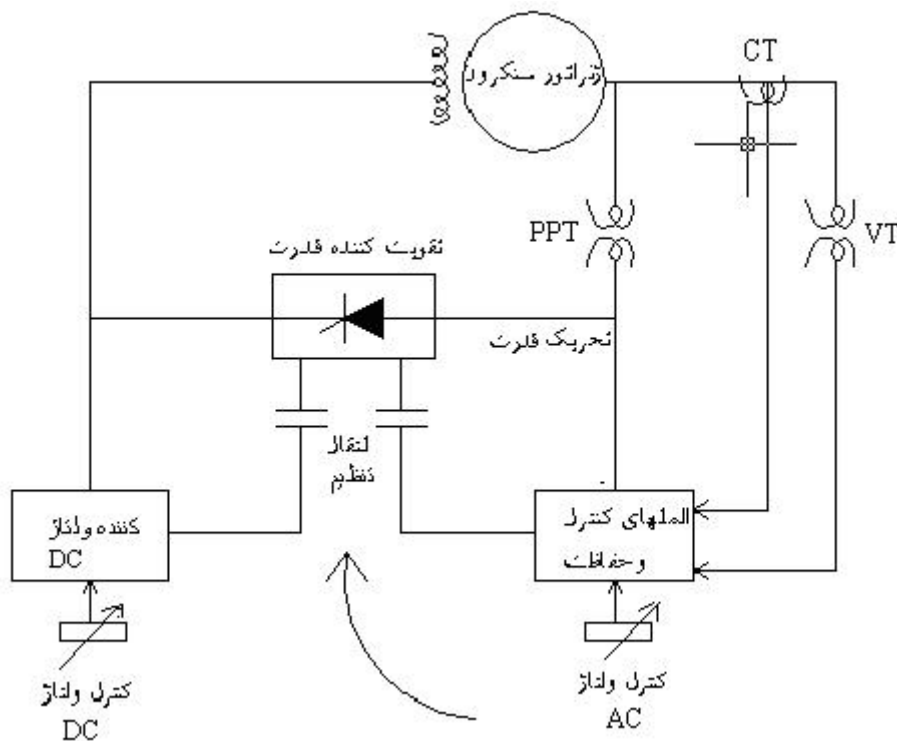 CT
ژنراتور سنکرون
PPT
VT
تقویت کننده قدرت
تحریک قدرت
انتقال
تنظیم
کننده ولتاژ
DC
المانهای کنترل
و حفاظت
کنترل ولتاژ
DC
کنترل ولتاژ
AC